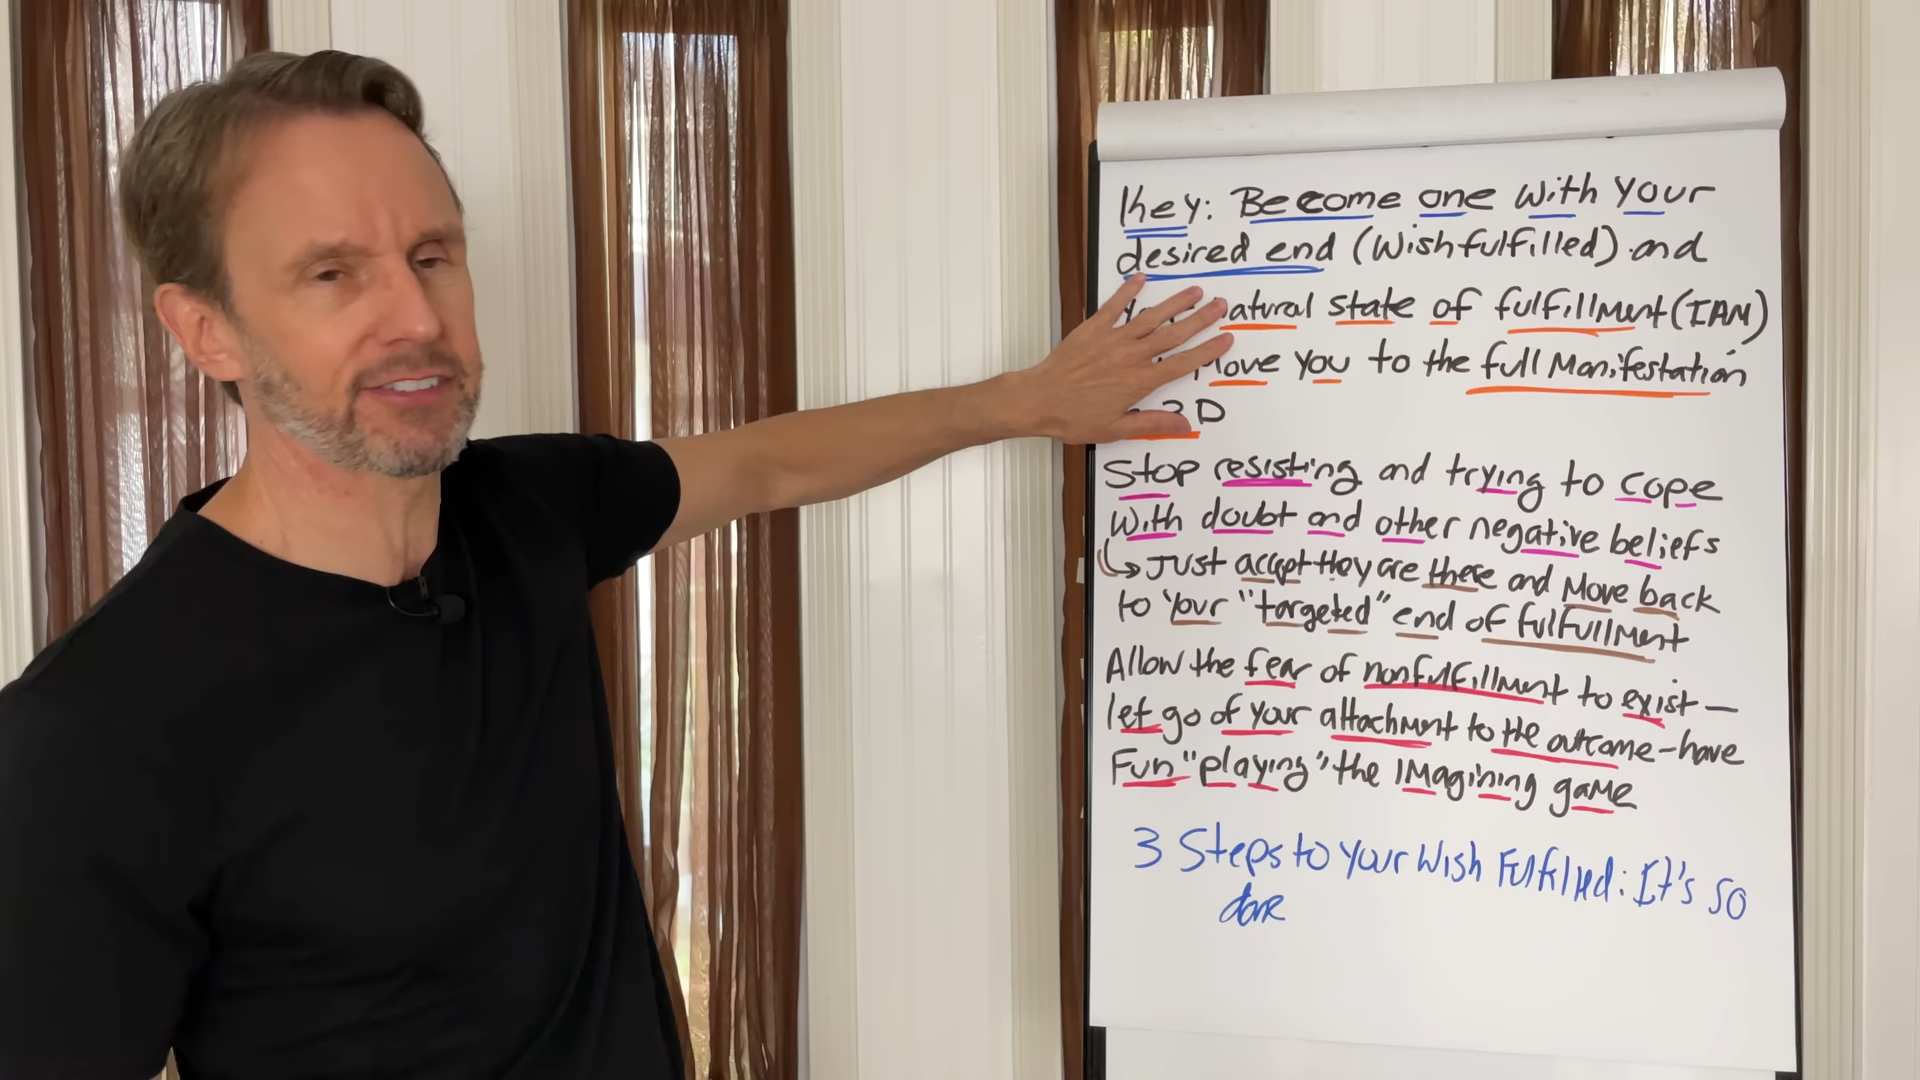 Key: Become one with your
desired end (wishfulfilled) and
natural state of fulfillment (I AM)
move you to the full Manifestation
3D
Stop resisting and trying to cope
with doubt and other negative beliefs
↳ Just accept they are there and Move back
to your "targeted" end of fulfullment
Allow the fear of nonfulfillment to exist —
let go of your attachment to the outcome - have
Fun "playing" the IMagining game
3 Steps to your wish Fulfilled: It's so
done